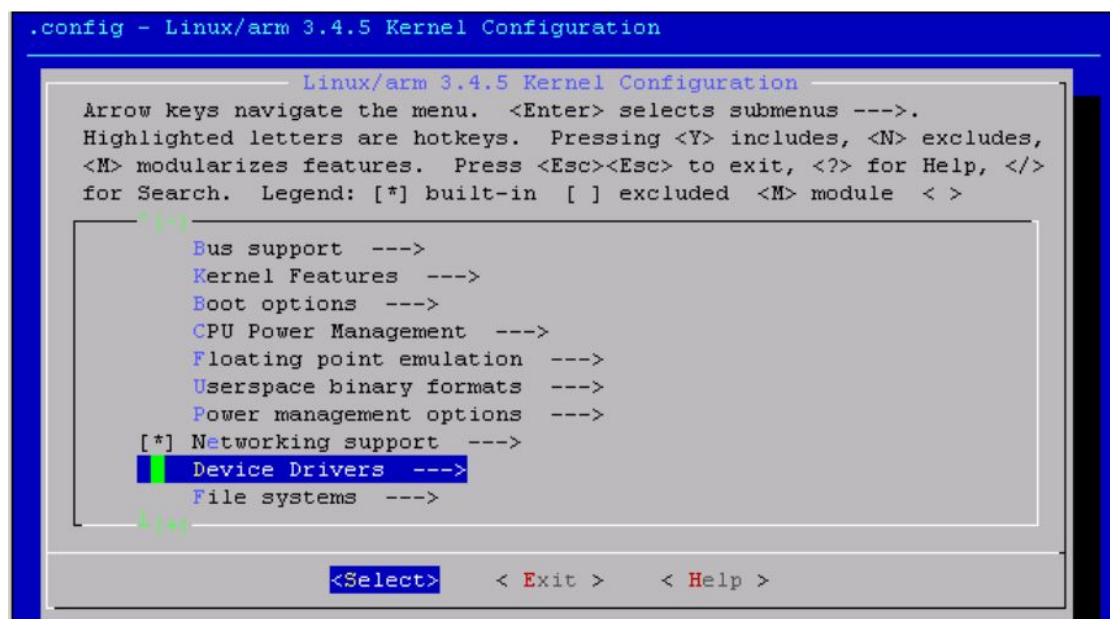 .config - Linux/arm 3.4.5 Kernel Configuration
Linux/arm 3.4.5 Kernel Configuration
Arrow keys navigate the menu.  <Enter> selects submenus --->.
Highlighted letters are hotkeys.  Pressing <Y> includes, <N> excludes,
<M> modularizes features.  Press <Esc><Esc> to exit, <?> for Help, </>
for Search.  Legend: [*] built-in  [ ] excluded  <M> module  < >
Bus support  --->
Kernel Features  --->
Boot options  --->
CPU Power Management  --->
Floating point emulation  --->
Userspace binary formats  --->
Power management options  --->
[*] Networking support  --->
Device Drivers  --->
File systems  --->
<Select>    < Exit >    < Help >